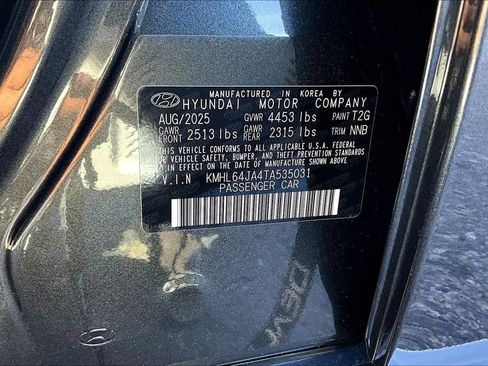 MANUFACTURED IN KOREA BY
HYUNDAI MOTOR COMPANY
AUG/2025 GVWR 4453 lbs PAINT T2G
GAWR FRONT 2513 lbs GAWR REAR 2315 lbs TRIM NNB
THIS VEHICLE CONFORMS TO ALL APPLICABLE U.S.A. FEDERAL
MOTOR VEHICLE SAFETY, BUMPER, AND THEFT PREVENTION STANDARDS
IN EFFECT ON THE DATE OF MANUFACTURE SHOWN ABOVE.
V.I.N KMHL64JA4TA535031
PASSENGER CAR